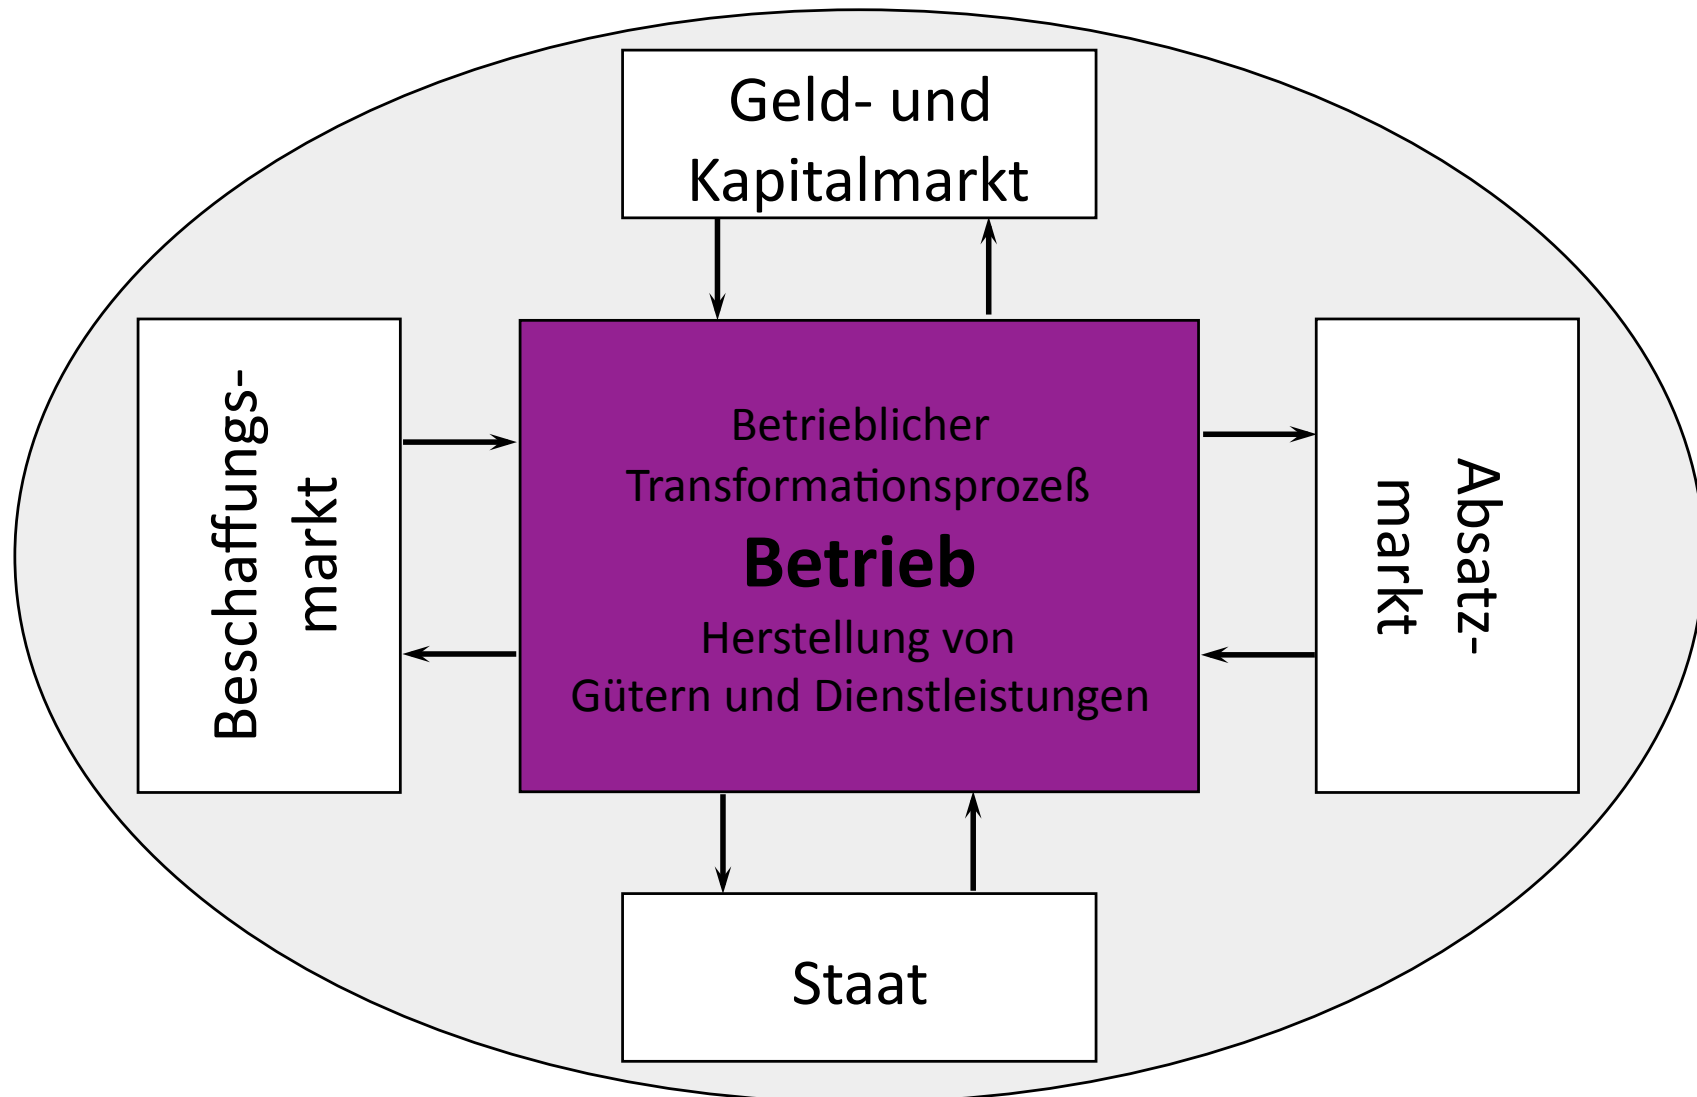 Geld- und
Kapitalmarkt
Beschaffungs-
markt
Betrieblicher
Transformationsprozeß
Betrieb
Herstellung von
Gütern und Dienstleistungen
Absatz-
markt
Staat